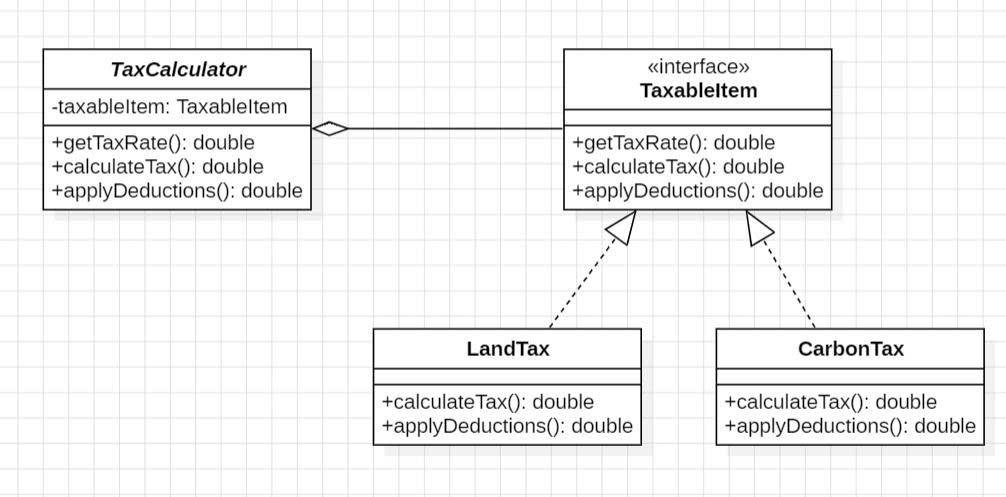 TaxCalculator
-taxableItem: TaxableItem
+getTaxRate(): double
+calculateTax(): double
+applyDeductions(): double
«interface»
TaxableItem
+getTaxRate(): double
+calculateTax(): double
+applyDeductions(): double
LandTax
+calculateTax(): double
+applyDeductions(): double
CarbonTax
+calculateTax(): double
+applyDeductions(): double